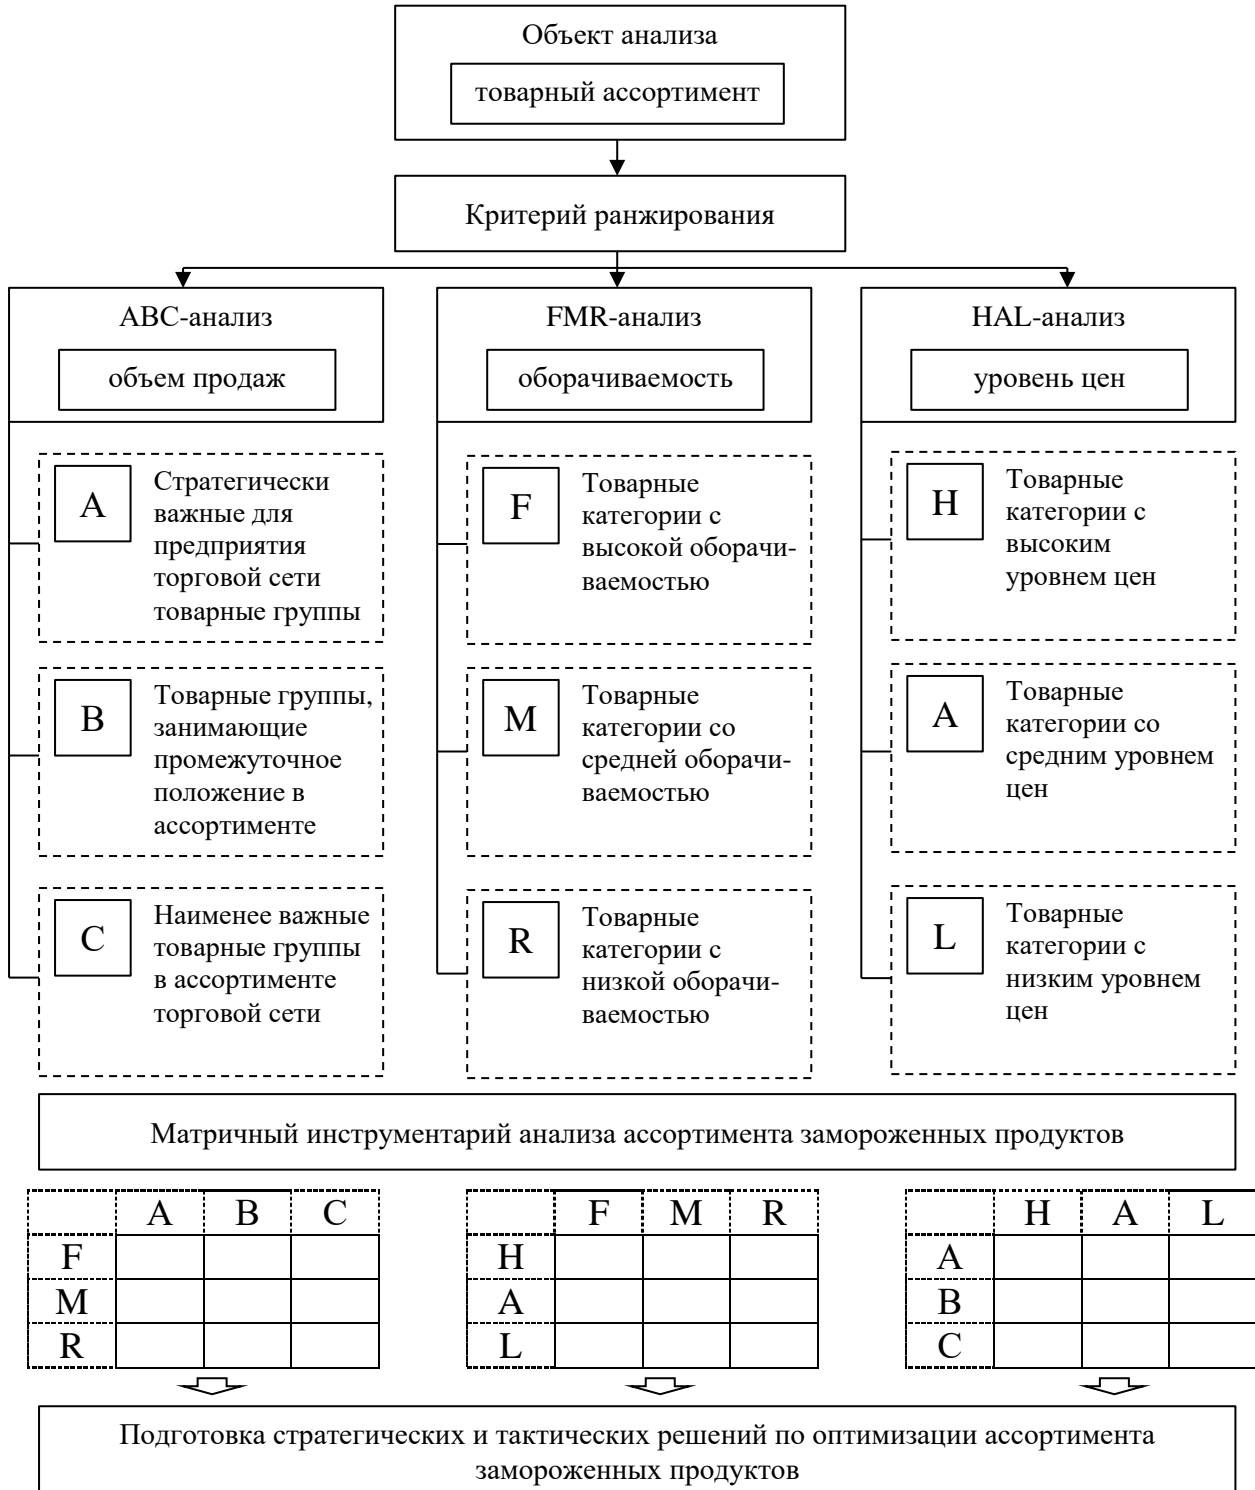 Объект анализа
товарный ассортимент
Критерий ранжирования
ABC-анализ
объем продаж
A
Стратегически
важные для
предприятия
торговой сети
товарные группы
B
Товарные группы,
занимающие
промежуточное
положение в
ассортименте
C
Наименее важные
товарные группы
в ассортименте
торговой сети
FMR-анализ
оборачиваемость
F
Товарные
категории с
высокой оборачи-
ваемостью
M
Товарные
категории со
средней оборачи-
ваемостью
R
Товарные
категории с
низкой оборачи-
ваемостью
HAL-анализ
уровень цен
H
Товарные
категории с
высоким
уровнем цен
A
Товарные
категории со
средним уровнем
цен
L
Товарные
категории с
низким уровнем
цен
Матричный инструментарий анализа ассортимента замороженных продуктов
A B C
F
M
R
F M R
H
A
L
H A L
A
B
C
Подготовка стратегических и тактических решений по оптимизации ассортимента
замороженных продуктов